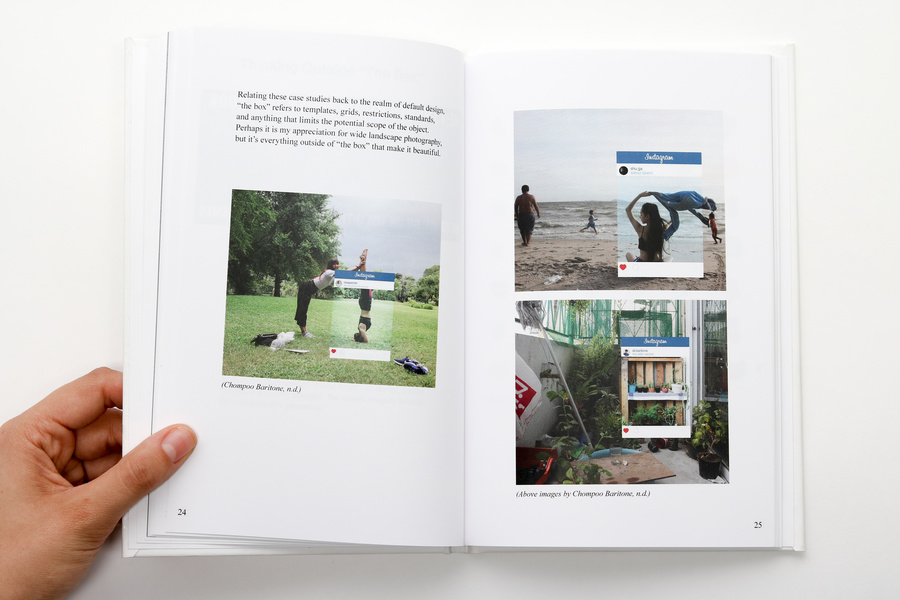 Relating these case studies back to the realm of default design,
“the box” refers to templates, grids, restrictions, standards,
and anything that limits the potential scope of the object.
Perhaps it is my appreciation for wide landscape photography,
but it’s everything outside of “the box” that make it beautiful.
Instagram
(Chompoo Baritone, n.d.)
24
Instagram
Instagram
(Above images by Chompoo Baritone, n.d.)
25